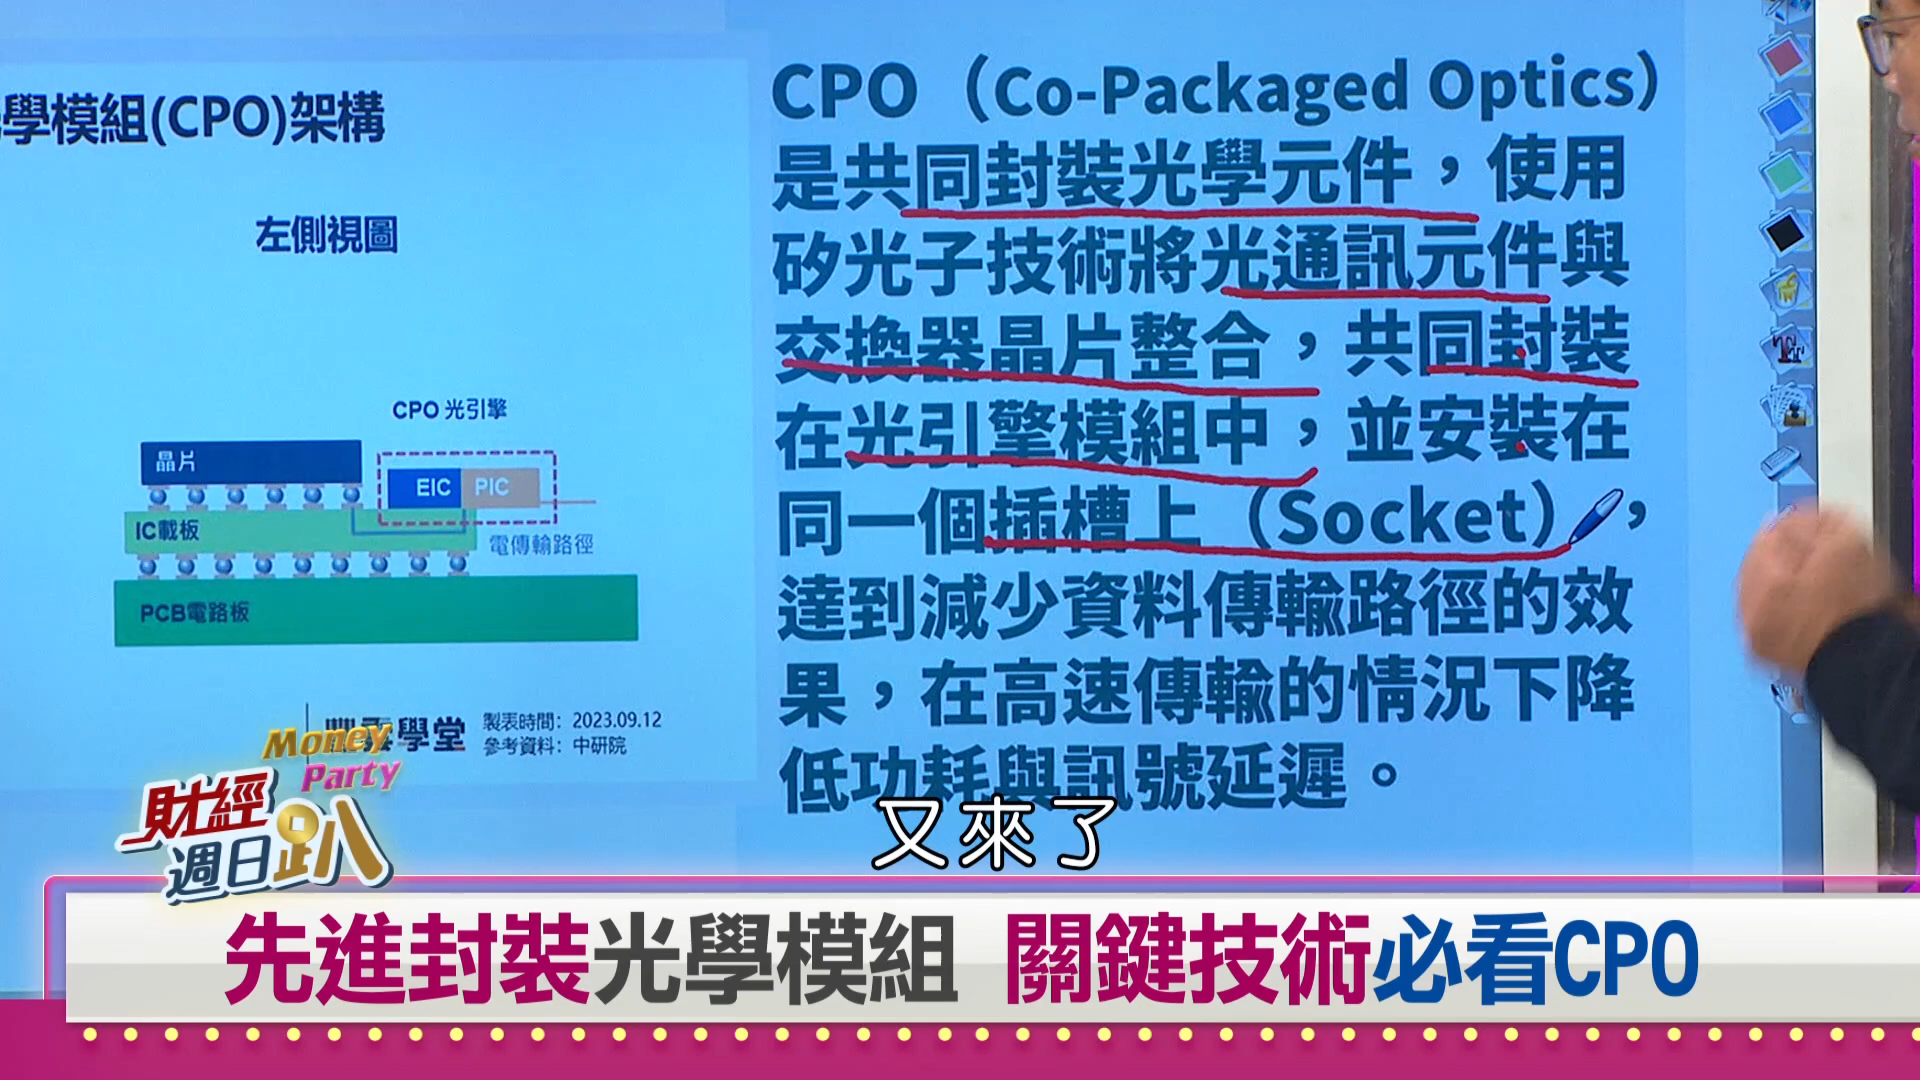 學模組(CPO)架構
左側視圖
CPO 光引擎
晶片
EIC
PIC
IC載板
電傳輸路徑
PCB電路板
學堂
製表時間：2023.09.12
參考資料：中研院
CPO（Co-Packaged Optics）
是共同封裝光學元件，使用
矽光子技術將光通訊元件與
交換器晶片整合，共同封裝
在光引擎模組中，並安裝在
同一個插槽上（Socket），
達到減少資料傳輸路徑的效
果，在高速傳輸的情況下降
低功耗與訊號延遲。
Money
Party
財經
週日趴
又來了
先進封裝光學模組 關鍵技術必看CPO